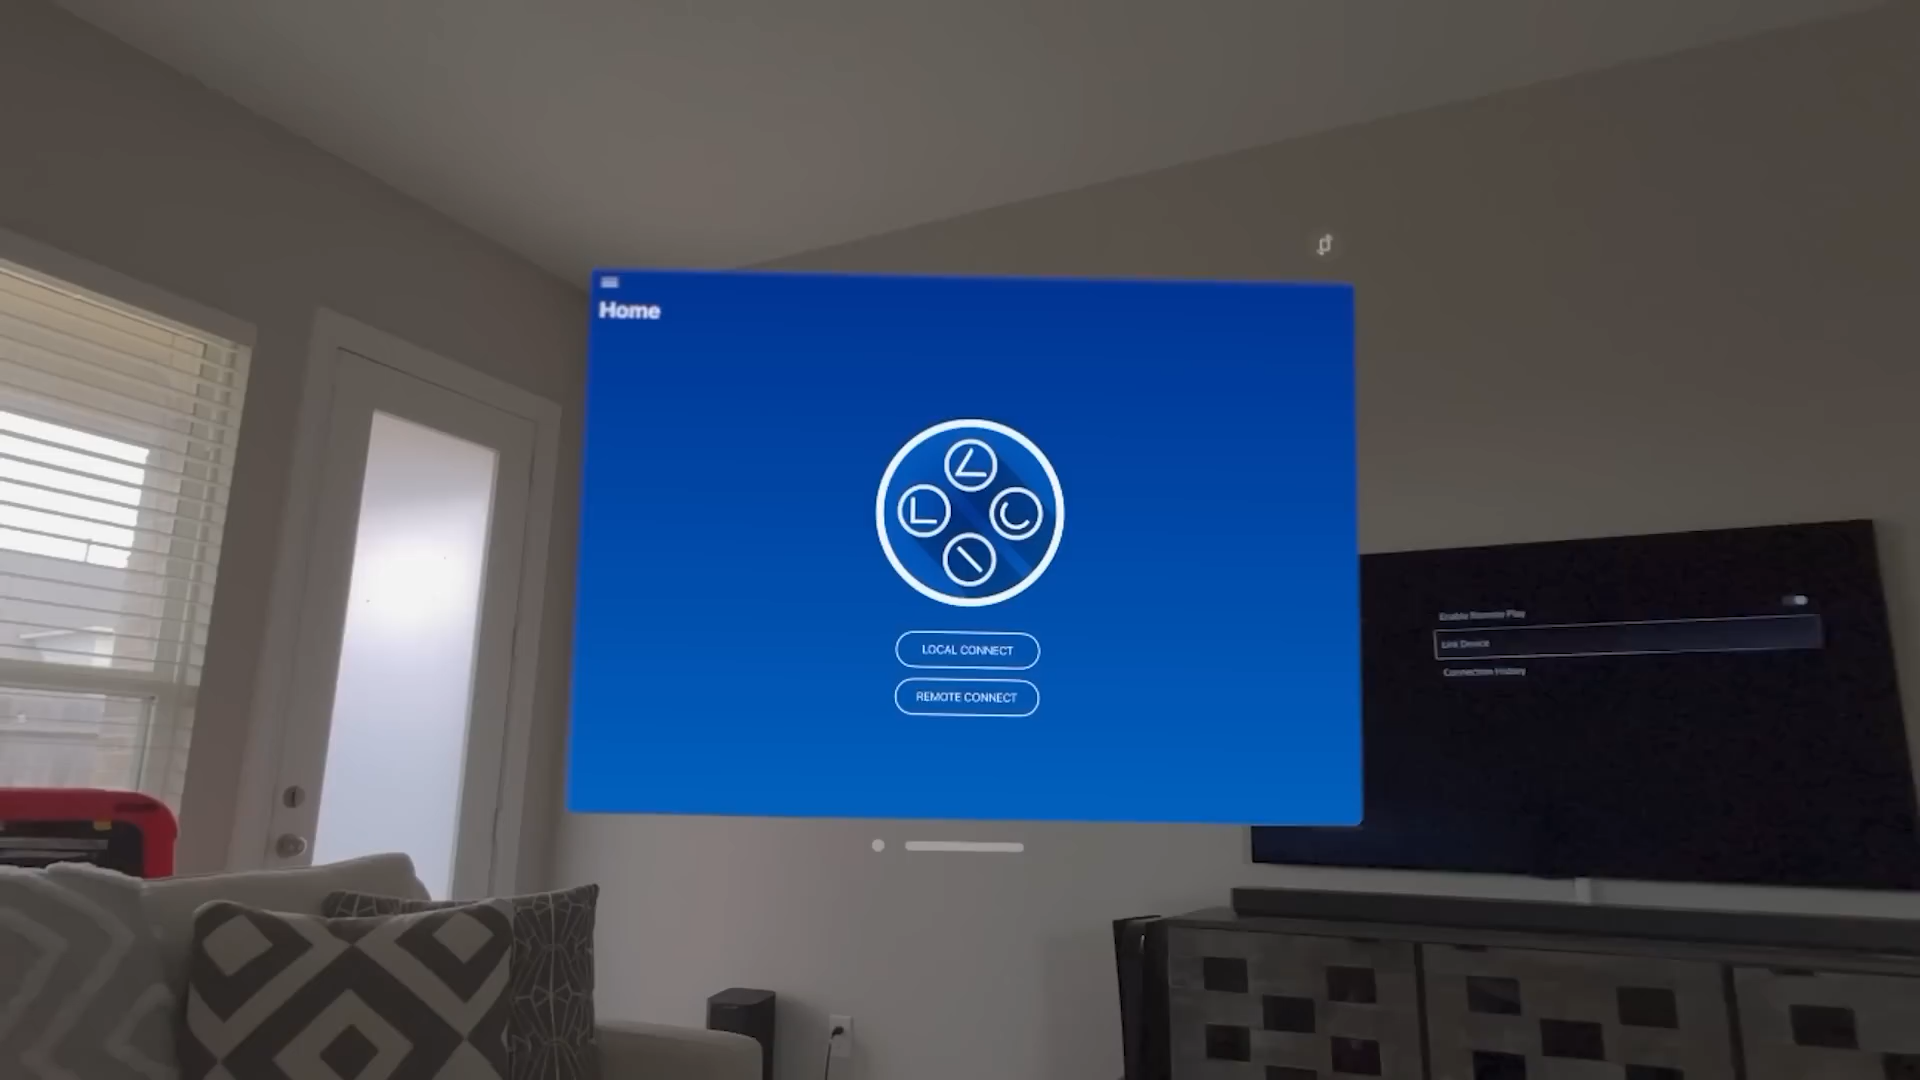 Home
LOCAL CONNECT
REMOTE CONNECT
Enable Remote Play
Link Device
Connection History